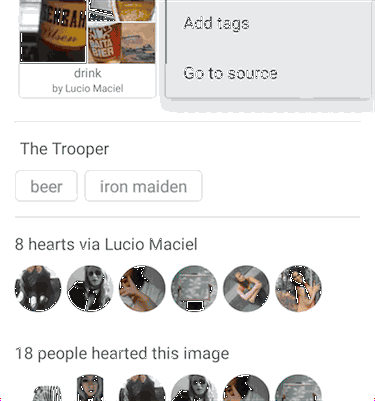 Add tags
Go to source
drink
by Lucio Maciel
The Trooper
beer
iron maiden
8 hearts via Lucio Maciel
18 people hearted this image